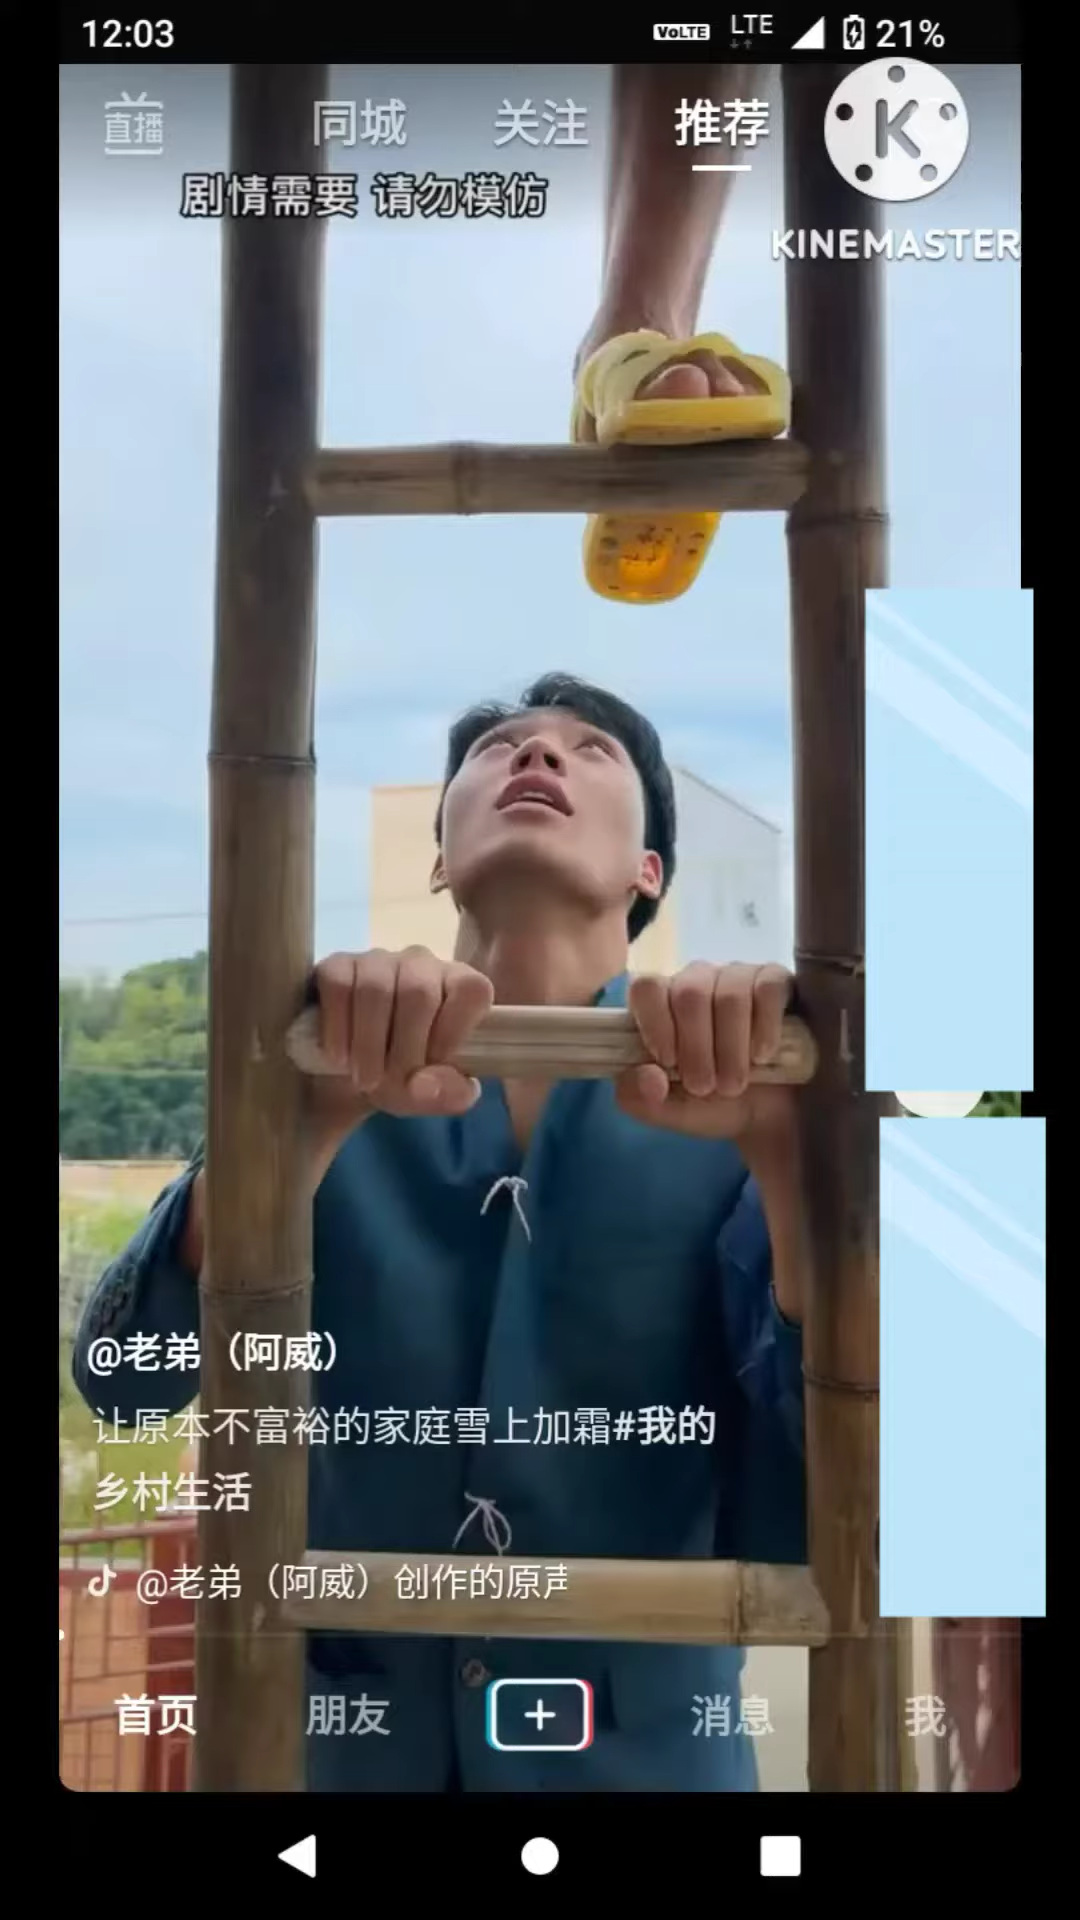 12:03 VoLTE LTE 21%
直播 同城 关注 推荐
剧情需要 请勿模仿
K
KINEMASTER
@老弟（阿威）
让原本不富裕的家庭雪上加霜#我的
乡村生活
@老弟（阿威）创作的原声
首页 朋友 消息 我